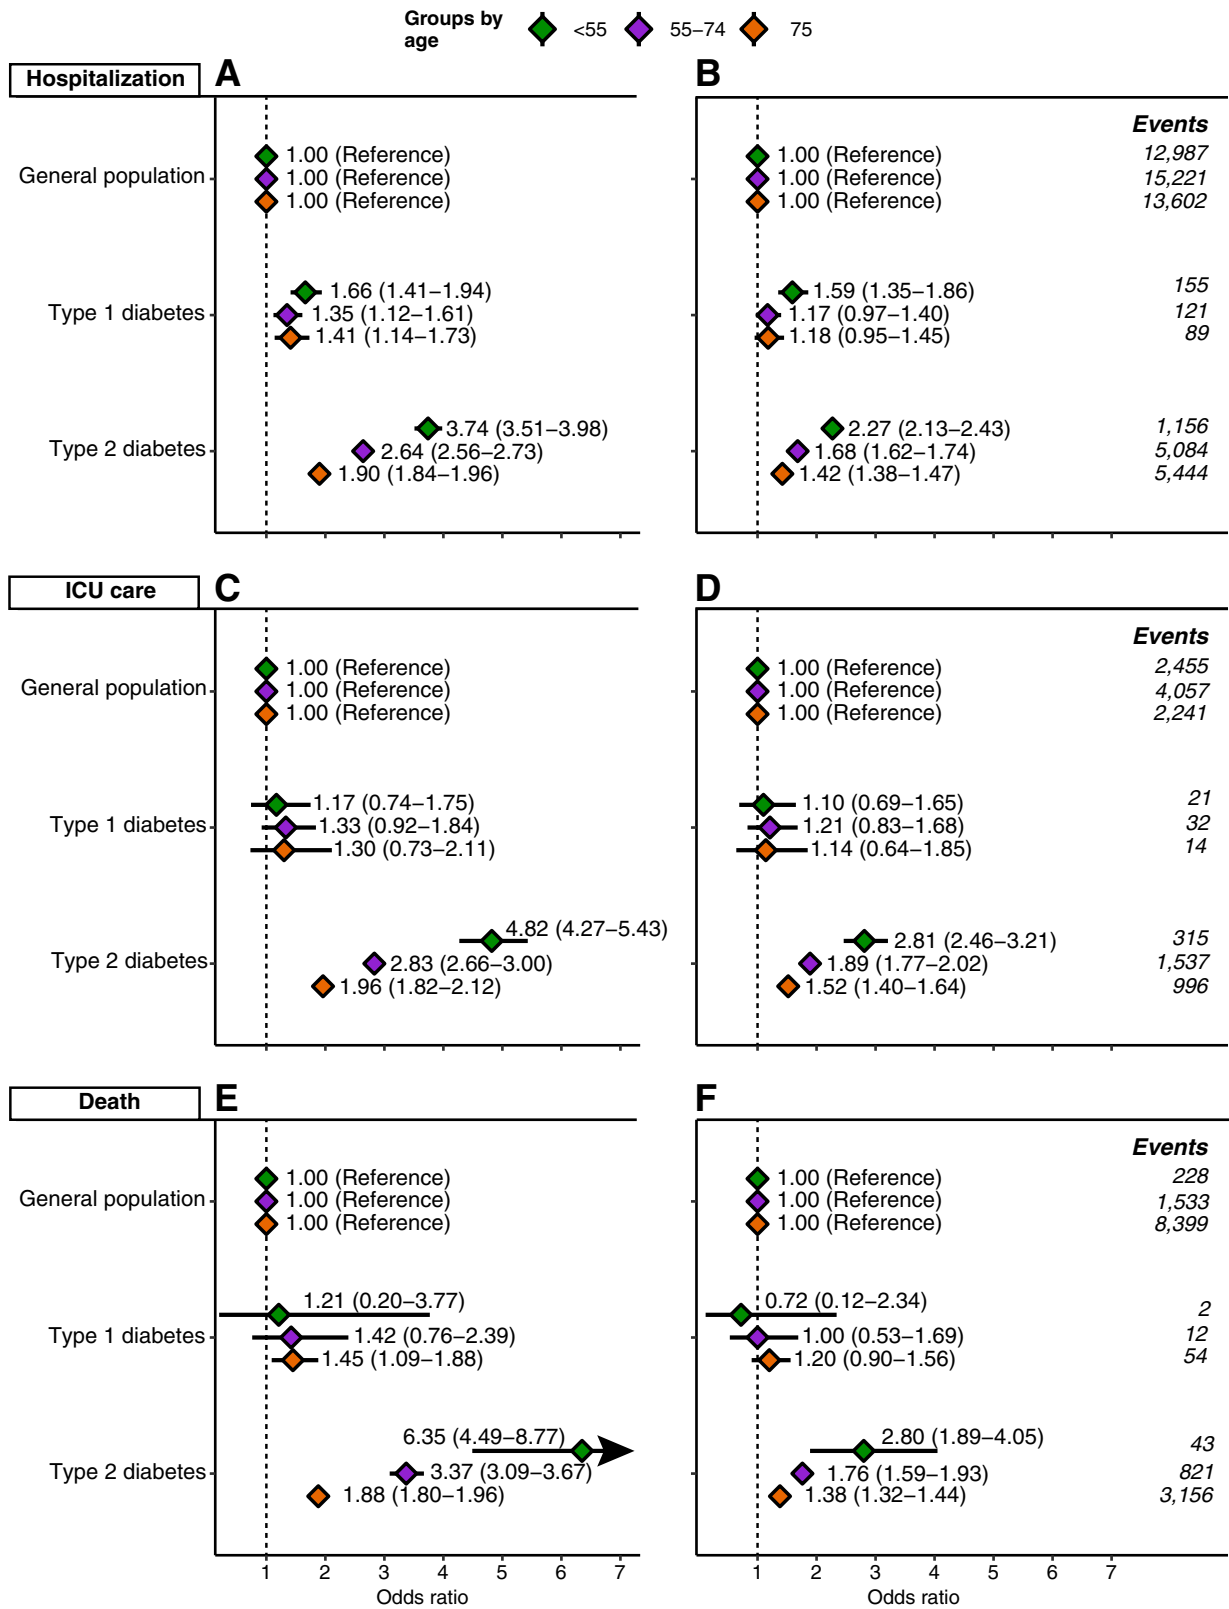 Groups by
age
<55
55–74
75
Hospitalization
A
B
Events
General population
1.00 (Reference)
1.00 (Reference)
1.00 (Reference)
1.00 (Reference)
1.00 (Reference)
1.00 (Reference)
12,987
15,221
13,602
Type 1 diabetes
1.66 (1.41–1.94)
1.35 (1.12–1.61)
1.41 (1.14–1.73)
1.59 (1.35–1.86)
1.17 (0.97–1.40)
1.18 (0.95–1.45)
155
121
89
Type 2 diabetes
3.74 (3.51–3.98)
2.64 (2.56–2.73)
1.90 (1.84–1.96)
2.27 (2.13–2.43)
1.68 (1.62–1.74)
1.42 (1.38–1.47)
1,156
5,084
5,444
ICU care
C
D
Events
General population
1.00 (Reference)
1.00 (Reference)
1.00 (Reference)
1.00 (Reference)
1.00 (Reference)
1.00 (Reference)
2,455
4,057
2,241
Type 1 diabetes
1.17 (0.74–1.75)
1.33 (0.92–1.84)
1.30 (0.73–2.11)
1.10 (0.69–1.65)
1.21 (0.83–1.68)
1.14 (0.64–1.85)
21
32
14
Type 2 diabetes
4.82 (4.27–5.43)
2.83 (2.66–3.00)
1.96 (1.82–2.12)
2.81 (2.46–3.21)
1.89 (1.77–2.02)
1.52 (1.40–1.64)
315
1,537
996
Death
E
F
Events
General population
1.00 (Reference)
1.00 (Reference)
1.00 (Reference)
1.00 (Reference)
1.00 (Reference)
1.00 (Reference)
228
1,533
8,399
Type 1 diabetes
1.21 (0.20–3.77)
1.42 (0.76–2.39)
1.45 (1.09–1.88)
0.72 (0.12–2.34)
1.00 (0.53–1.69)
1.20 (0.90–1.56)
2
12
54
Type 2 diabetes
6.35 (4.49–8.77)
3.37 (3.09–3.67)
1.88 (1.80–1.96)
2.80 (1.89–4.05)
1.76 (1.59–1.93)
1.38 (1.32–1.44)
43
821
3,156
1 2 3 4 5 6 7
Odds ratio
1 2 3 4 5 6 7
Odds ratio